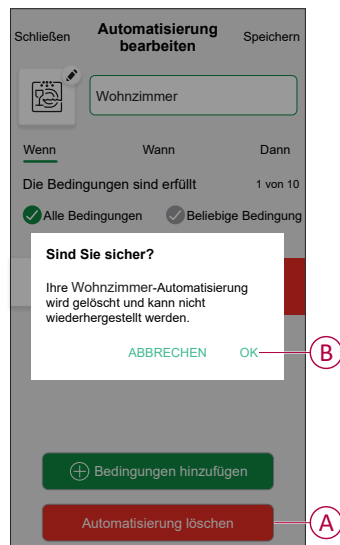 Schließen
Automatisierung
bearbeiten
Speichern
Wohnzimmer
Wenn
Wann
Dann
Die Bedingungen sind erfüllt
1 von 10
Alle Bedingungen
Beliebige Bedingung
Sind Sie sicher?
Ihre Wohnzimmer-Automatisierung
wird gelöscht und kann nicht
wiederhergestellt werden.
ABBRECHEN
OK
B
Bedingungen hinzufügen
Automatisierung löschen
A